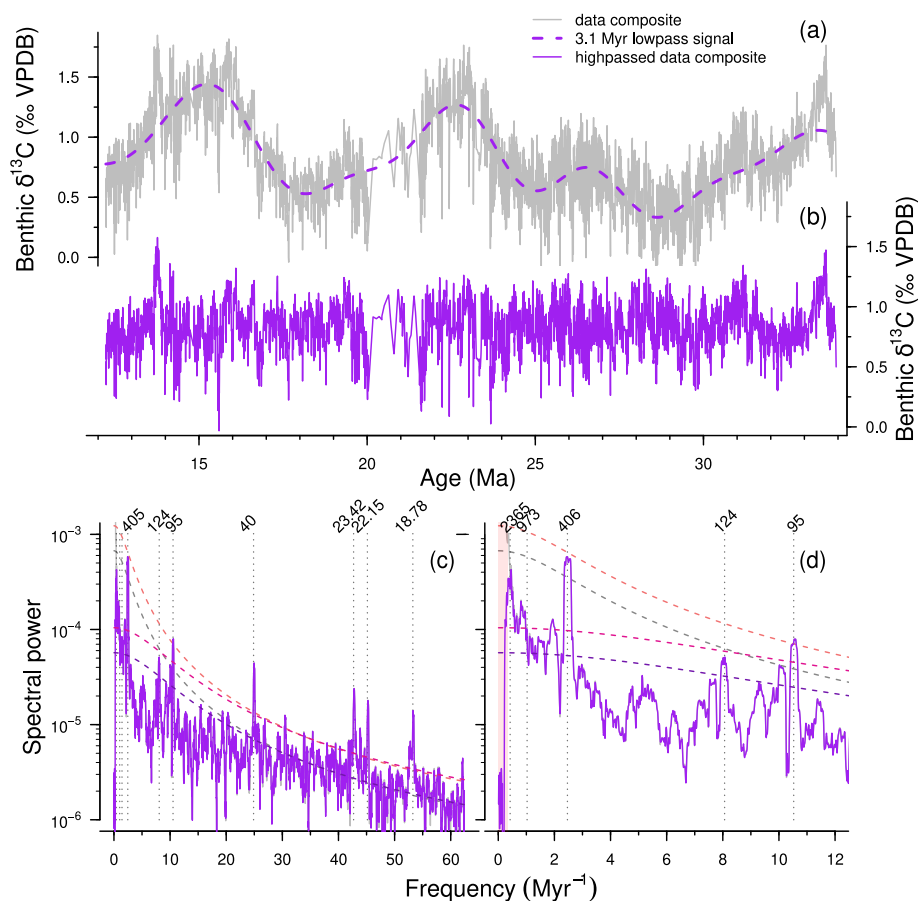 data composite
3.1 Myr lowpass signal
highpassed data composite
(a)
Benthic δ¹³C (‰ VPDB)
1.5
1.0
0.5
0.0
(b)
Benthic δ¹³C (‰ VPDB)
1.5
1.0
0.5
0.0
15 20 25 30
Age (Ma)
405 124 95 40 23.42 22.15 18.78
(c)
2365 973 406 124 95
(d)
Spectral power
10⁻³
10⁻⁴
10⁻⁵
10⁻⁶
0 10 20 30 40 50 60
0 2 4 6 8 10 12
Frequency (Myr⁻¹)